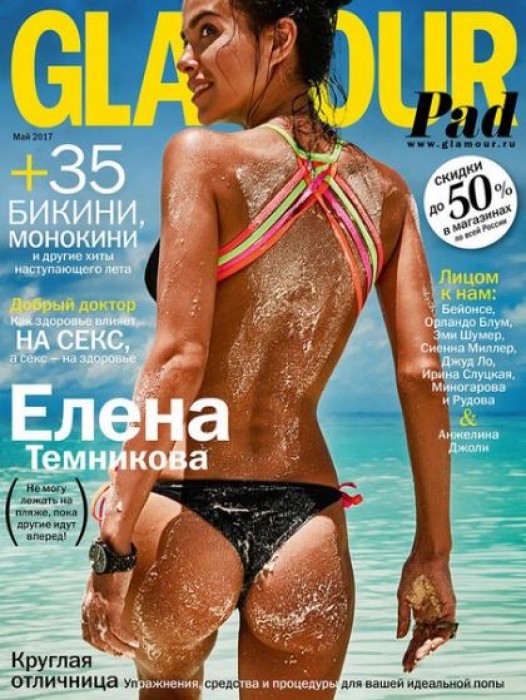 GLAMOUR
Pad
www.glamour.ru
Май 2017
+35
БИКИНИ,
МОНОКИНИ
и другие хиты
наступающего лета
СКИДКИ
до 50%
в магазинах
по всей России
Добрый доктор
Как здоровье влияет
НА СЕКС,
а секс – на здоровье
Лицом
к нам:
Бейонсе,
Орландо Блум,
Эми Шумер,
Сиенна Миллер,
Джуд Ло,
Ирина Слуцкая,
Миногарова
и Рудова
&
Анжелина
Джоли
Елена
Темникова
(Не могу
лежать на
пляже, пока
другие идут
вперед!)
Круглая
отличница Упражнения, средства и процедуры для вашей идеальной попы